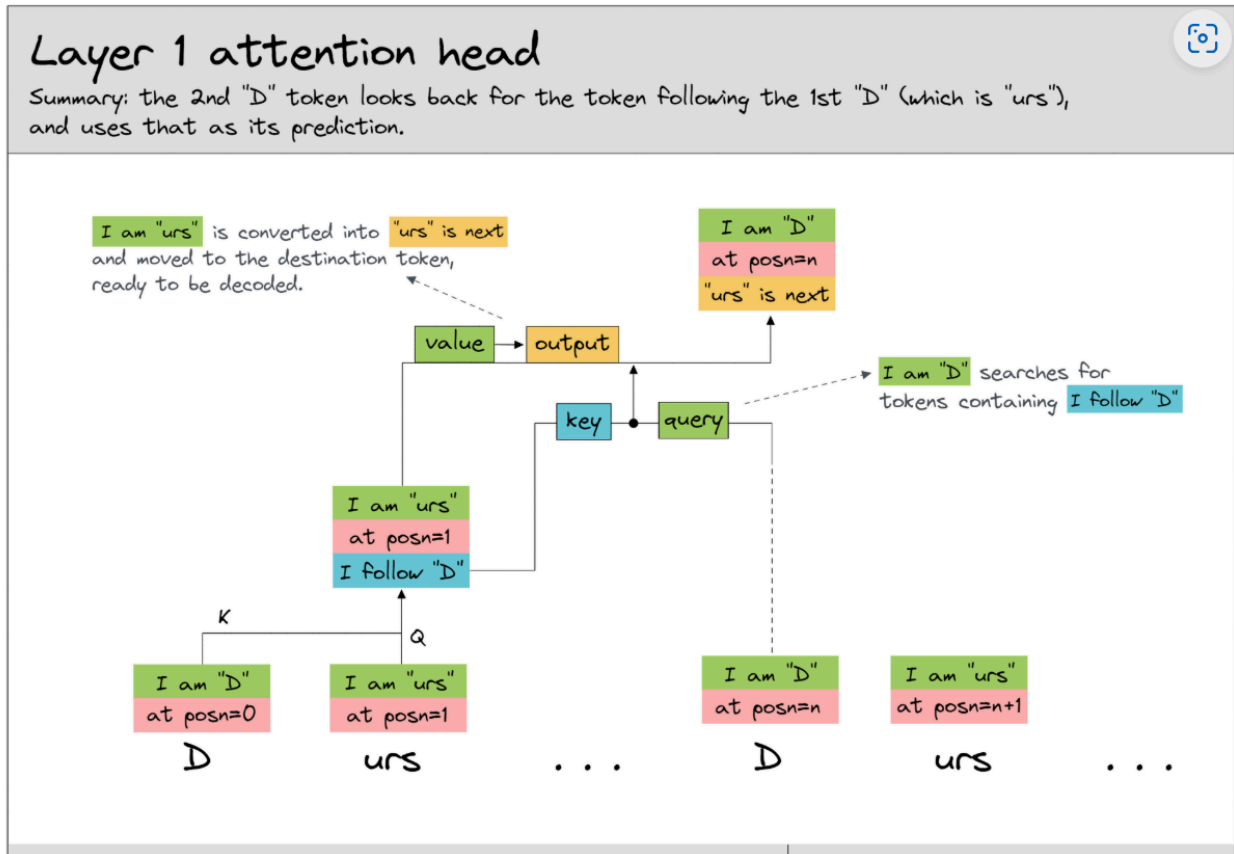 Layer 1 attention head
Summary: the 2nd "D" token looks back for the token following the 1st "D" (which is "urs"),
and uses that as its prediction.
I am "urs" is converted into "urs" is next
and moved to the destination token,
ready to be decoded.
I am "D"
at posn=n
"urs" is next
value
output
I am "D" searches for
tokens containing I follow "D"
key
query
I am "urs"
at posn=1
I follow "D"
K
Q
I am "D"
at posn=0
I am "urs"
at posn=1
I am "D"
at posn=n
I am "urs"
at posn=n+1
D
urs
...
D
urs
...